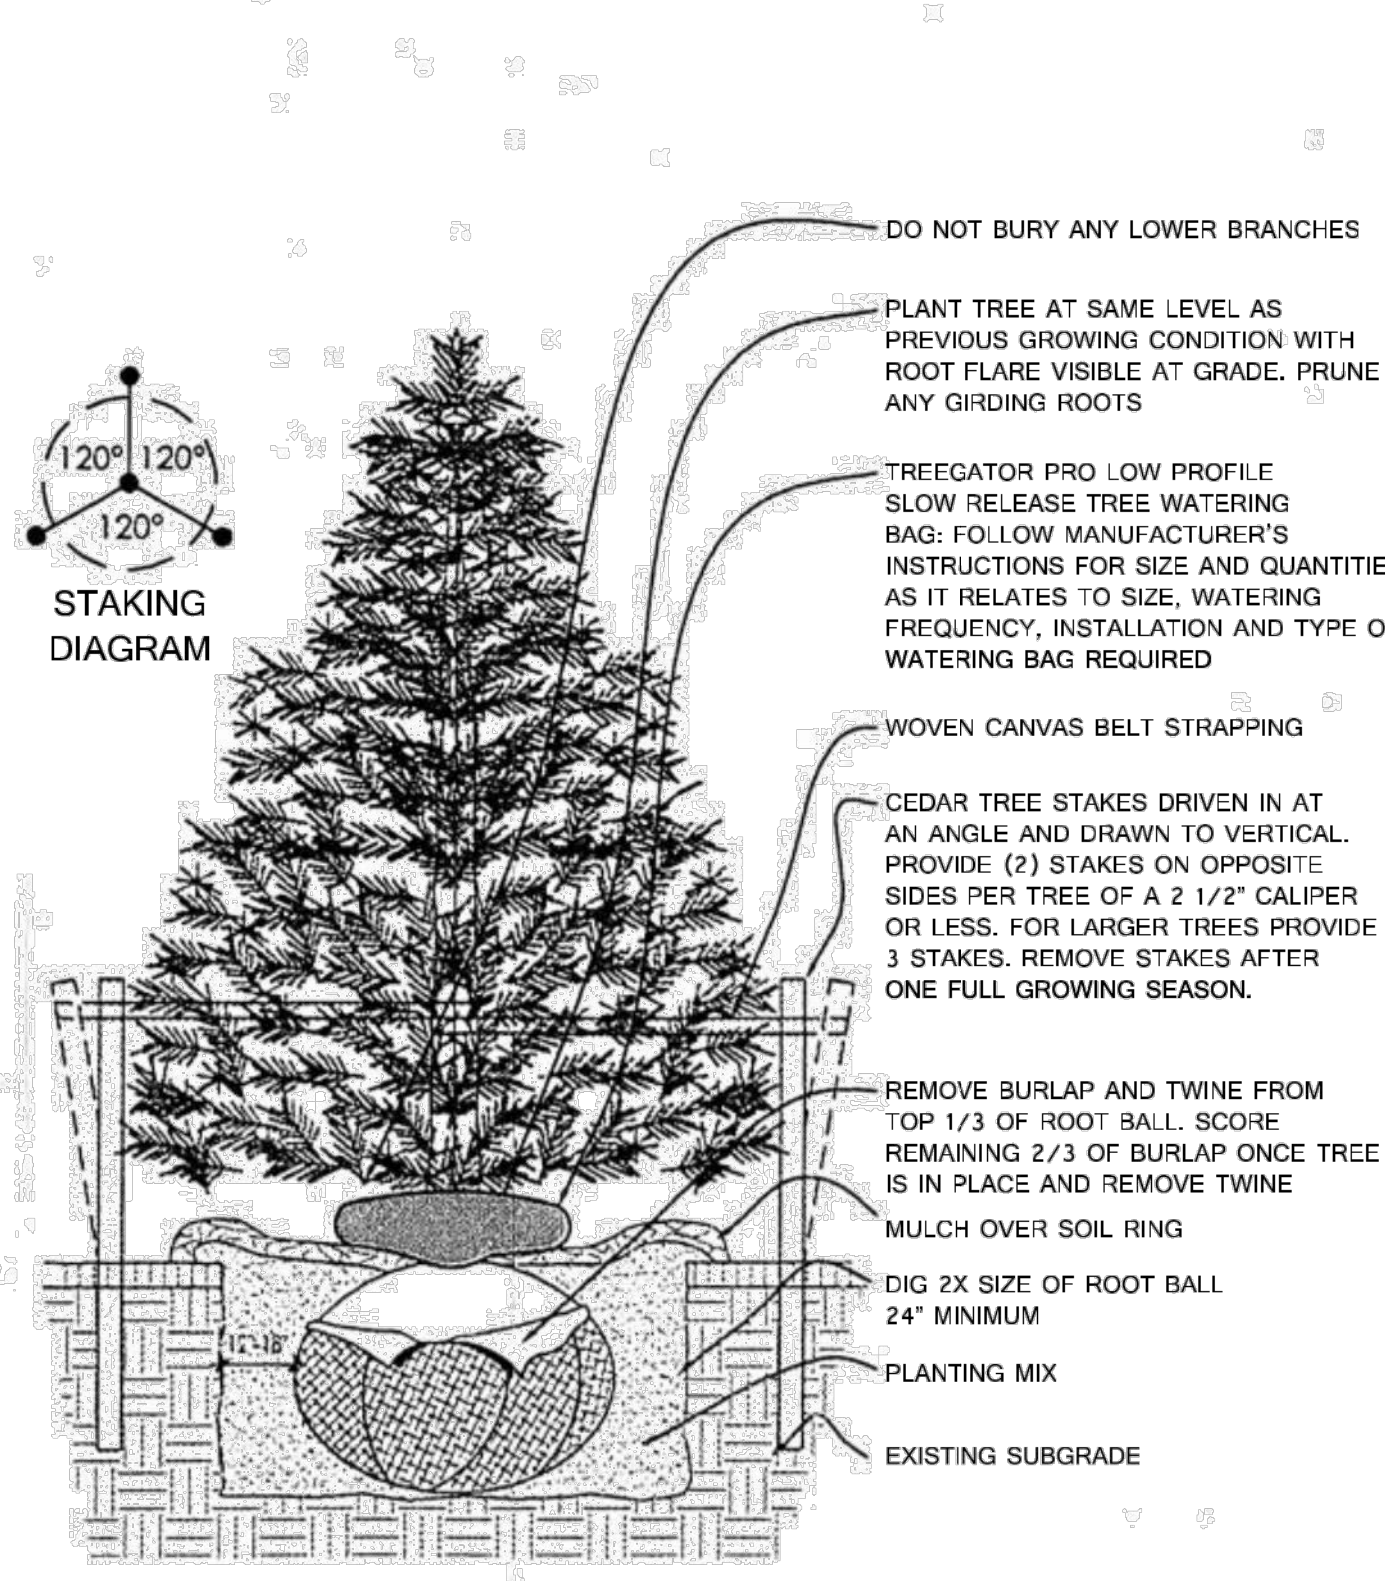 DO NOT BURY ANY LOWER BRANCHES
PLANT TREE AT SAME LEVEL AS
PREVIOUS GROWING CONDITION WITH
ROOT FLARE VISIBLE AT GRADE. PRUNE
ANY GIRDING ROOTS
120° 120°
120°
STAKING
DIAGRAM
TREEGATOR PRO LOW PROFILE
SLOW RELEASE TREE WATERING
BAG: FOLLOW MANUFACTURER'S
INSTRUCTIONS FOR SIZE AND QUANTITIE
AS IT RELATES TO SIZE, WATERING
FREQUENCY, INSTALLATION AND TYPE O
WATERING BAG REQUIRED
WOVEN CANVAS BELT STRAPPING
CEDAR TREE STAKES DRIVEN IN AT
AN ANGLE AND DRAWN TO VERTICAL.
PROVIDE (2) STAKES ON OPPOSITE
SIDES PER TREE OF A 2 1/2" CALIPER
OR LESS. FOR LARGER TREES PROVIDE
3 STAKES. REMOVE STAKES AFTER
ONE FULL GROWING SEASON.
REMOVE BURLAP AND TWINE FROM
TOP 1/3 OF ROOT BALL. SCORE
REMAINING 2/3 OF BURLAP ONCE TREE
IS IN PLACE AND REMOVE TWINE
MULCH OVER SOIL RING
DIG 2X SIZE OF ROOT BALL
24" MINIMUM
PLANTING MIX
EXISTING SUBGRADE